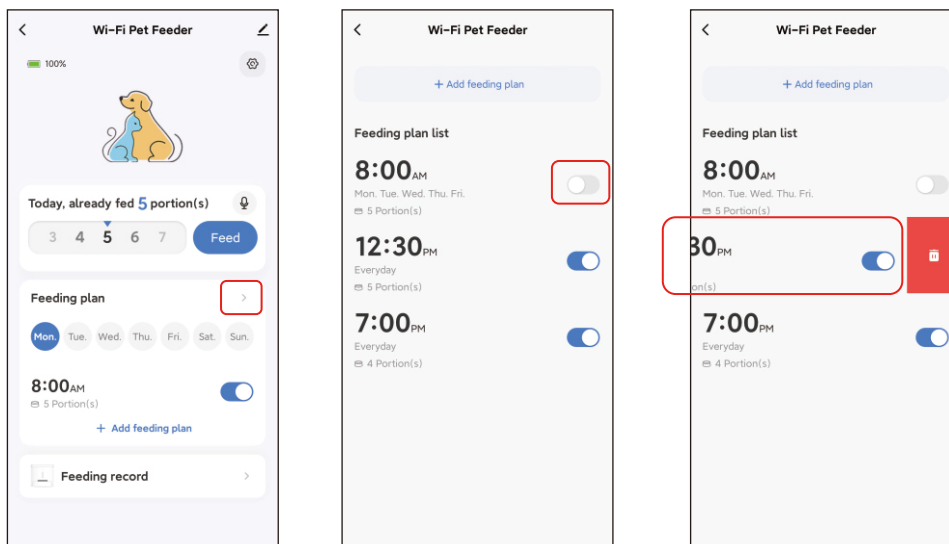 Wi-Fi Pet Feeder
100%
Today, already fed 5 portion(s)
3 4 5 6 7 Feed
Feeding plan
Mon. Tue. Wed. Thu. Fri. Sat. Sun.
8:00AM
5 Portion(s)
+ Add feeding plan
Feeding record
Wi-Fi Pet Feeder
+ Add feeding plan
Feeding plan list
8:00AM
Mon. Tue. Wed. Thu. Fri.
5 Portion(s)
12:30PM
Everyday
5 Portion(s)
7:00PM
Everyday
4 Portion(s)
Wi-Fi Pet Feeder
+ Add feeding plan
Feeding plan list
8:00AM
Mon. Tue. Wed. Thu. Fri.
5 Portion(s)
30PM
on(s)
7:00PM
Everyday
4 Portion(s)